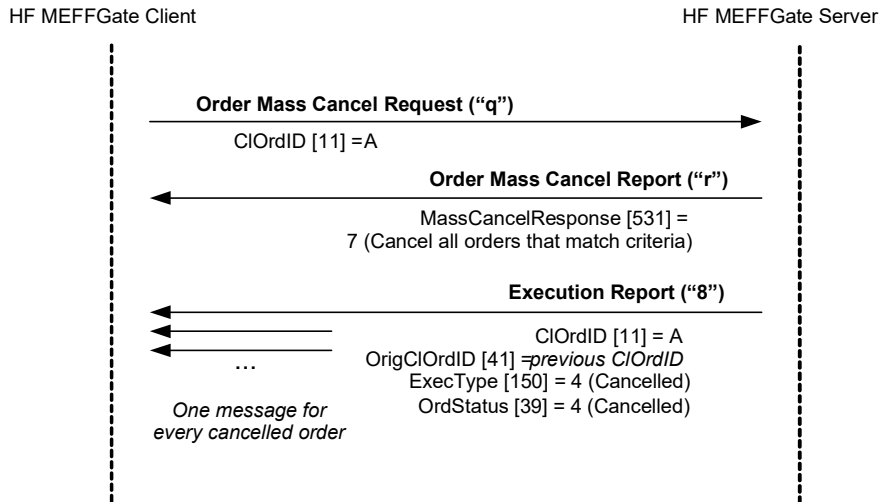 HF MEFFGate Client
HF MEFFGate Server
Order Mass Cancel Request (“q”)
ClOrdID [11] =A
Order Mass Cancel Report (“r”)
MassCancelResponse [531] =
7 (Cancel all orders that match criteria)
Execution Report (“8”)
ClOrdID [11] = A
OrigClOrdID [41] =previous ClOrdID
ExecType [150] = 4 (Cancelled)
OrdStatus [39] = 4 (Cancelled)
...
One message for
every cancelled order